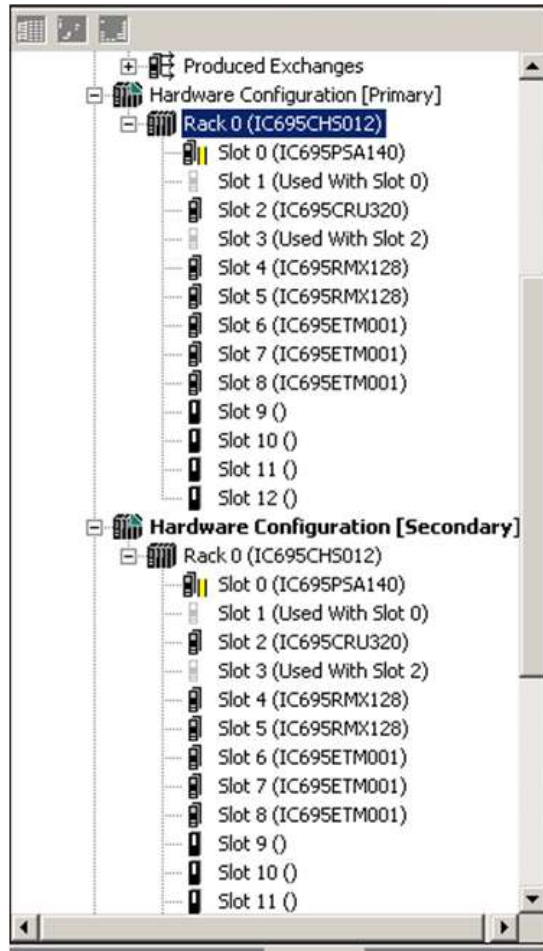 Produced Exchanges
Hardware Configuration [Primary]
Rack 0 (IC695CHS012)
Slot 0 (IC695PSA140)
Slot 1 (Used With Slot 0)
Slot 2 (IC695CRU320)
Slot 3 (Used With Slot 2)
Slot 4 (IC695RMX128)
Slot 5 (IC695RMX128)
Slot 6 (IC695ETM001)
Slot 7 (IC695ETM001)
Slot 8 (IC695ETM001)
Slot 9 ()
Slot 10 ()
Slot 11 ()
Slot 12 ()
Hardware Configuration [Secondary]
Rack 0 (IC695CHS012)
Slot 0 (IC695PSA140)
Slot 1 (Used With Slot 0)
Slot 2 (IC695CRU320)
Slot 3 (Used With Slot 2)
Slot 4 (IC695RMX128)
Slot 5 (IC695RMX128)
Slot 6 (IC695ETM001)
Slot 7 (IC695ETM001)
Slot 8 (IC695ETM001)
Slot 9 ()
Slot 10 ()
Slot 11 ()